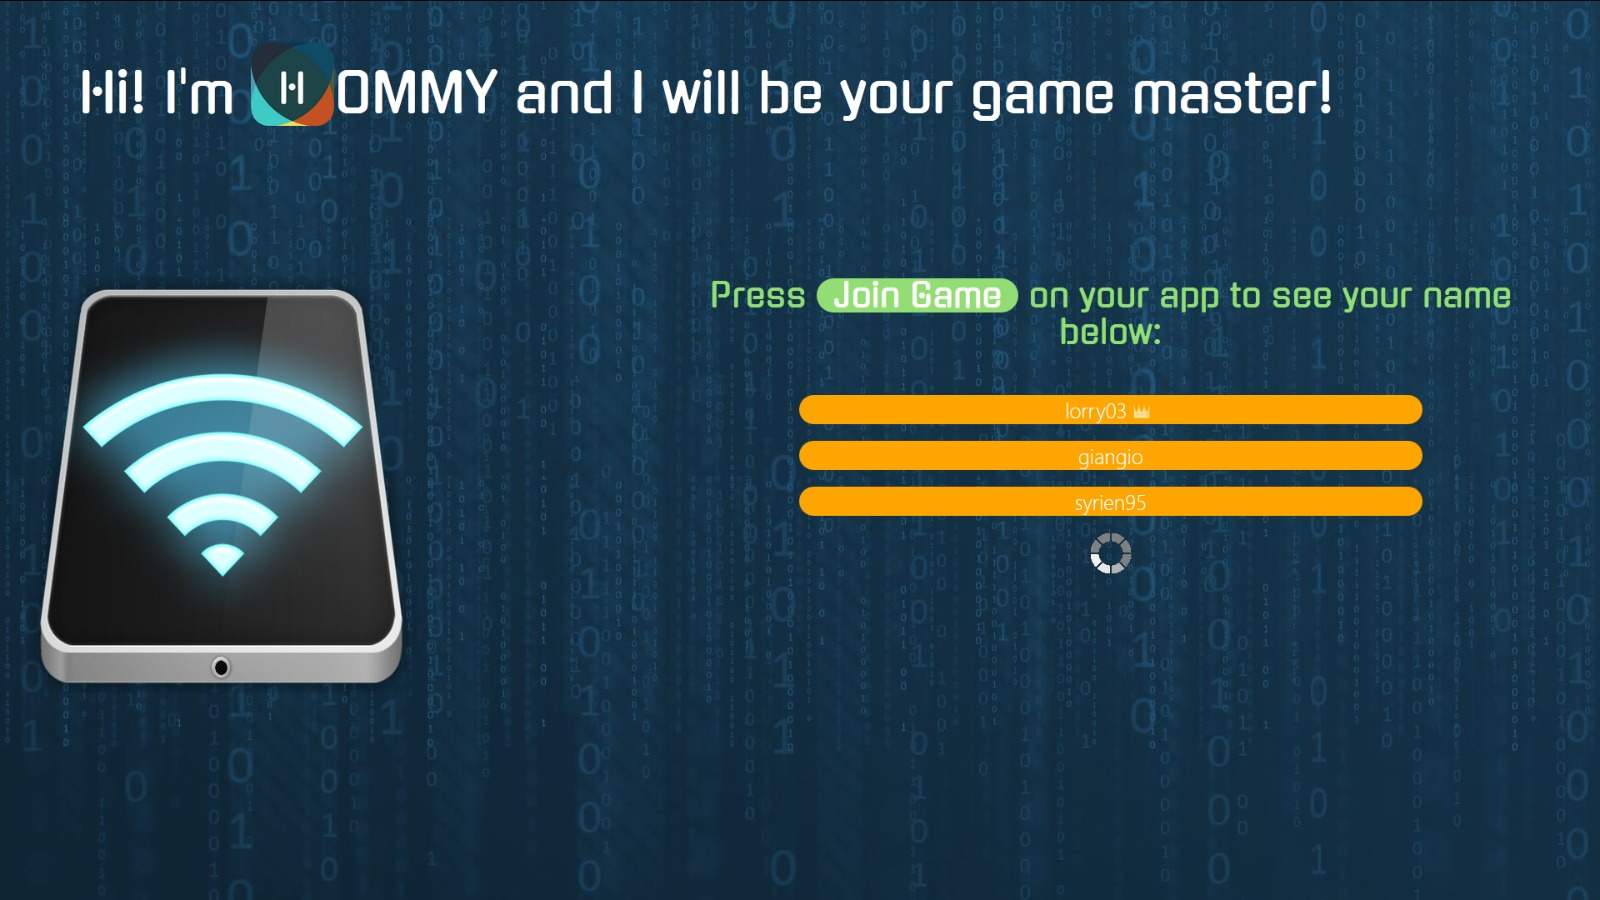 Hi! I'm HOMMY and I will be your game master!
Press Join Game on your app to see your name
below:
lorry03
giangio
syrien95